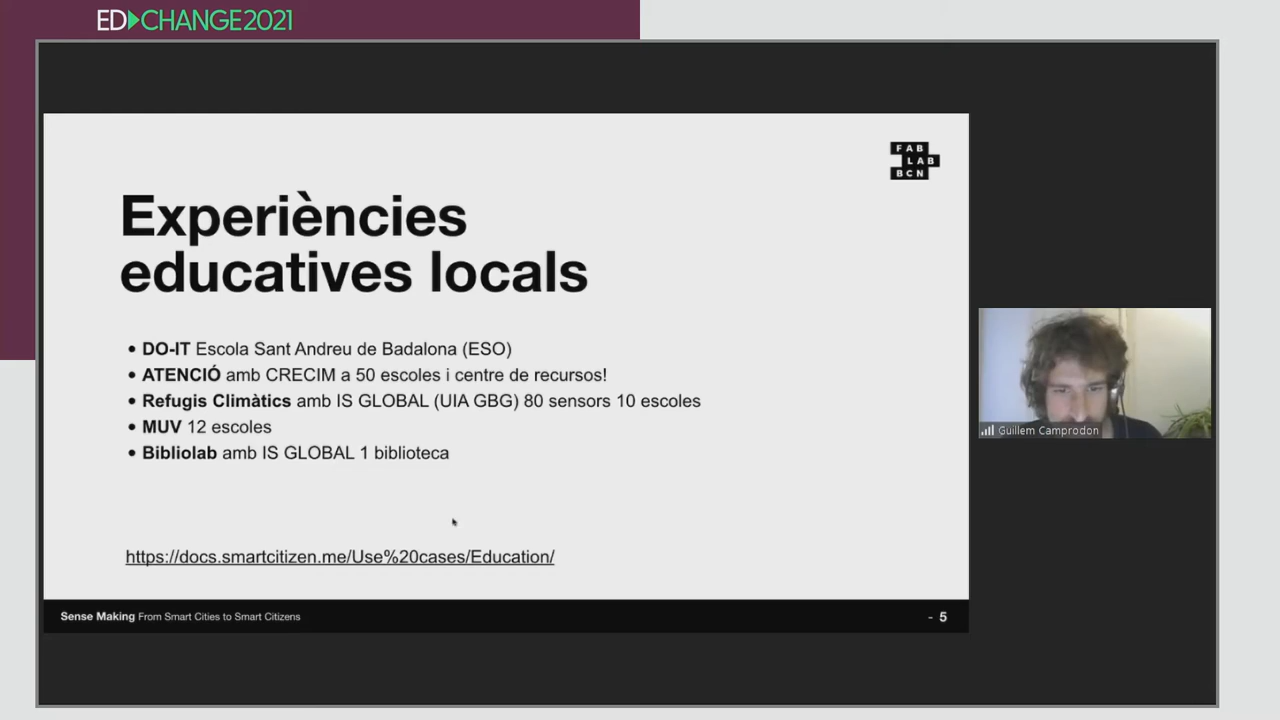 ED CHANGE2021
FAB
LAB
BCN
Experiències
educatives locals
• DO-IT Escola Sant Andreu de Badalona (ESO)
• ATENCIÓ amb CRECIM a 50 escoles i centre de recursos!
• Refugis Climàtics amb IS GLOBAL (UIA GBG) 80 sensors 10 escoles
• MUV 12 escoles
• Bibliolab amb IS GLOBAL 1 biblioteca
Guillem Camprodon
https://docs.smartcitizen.me/Use%20cases/Education/
Sense Making From Smart Cities to Smart Citizens
- 5